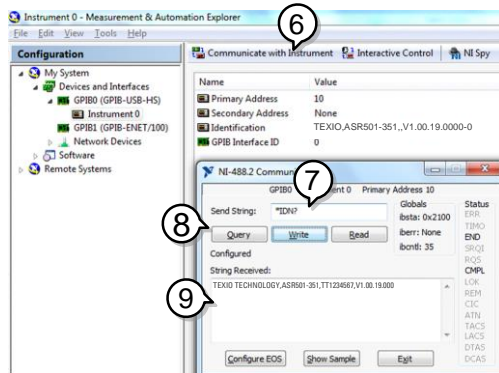 Instrument 0 - Measurement & Automation Explorer
File Edit View Tools Help
6
Configuration
Communicate with Instrument Interactive Control NI Spy
My System
Devices and Interfaces
GPIB0 (GPIB-USB-HS)
Instrument 0
GPIB1 (GPIB-ENET/100)
Network Devices
Software
Remote Systems
Name Value
Primary Address 10
Secondary Address None
Identification TEXIO,ASR501-351,,V1.00.19.0000-0
GPIB Interface ID 0
NI-488.2 Commun
7
GPIB0 ent 0 Primary Address 10
Send String: *IDN?
8
Query Write Read
Configured
String Received:
9
TEXIO TECHNOLOGY,ASR501-351,TT1234567,V1.00.19.000
Configure EOS Show Sample Exit
Globals
ibsta: 0x2100
iberr: None
ibcntl: 35
Status
ERR
TIMO
END
SRQI
RQS
CMPL
LOK
REM
CIC
ATN
TACS
LACS
DTAS
DCAS